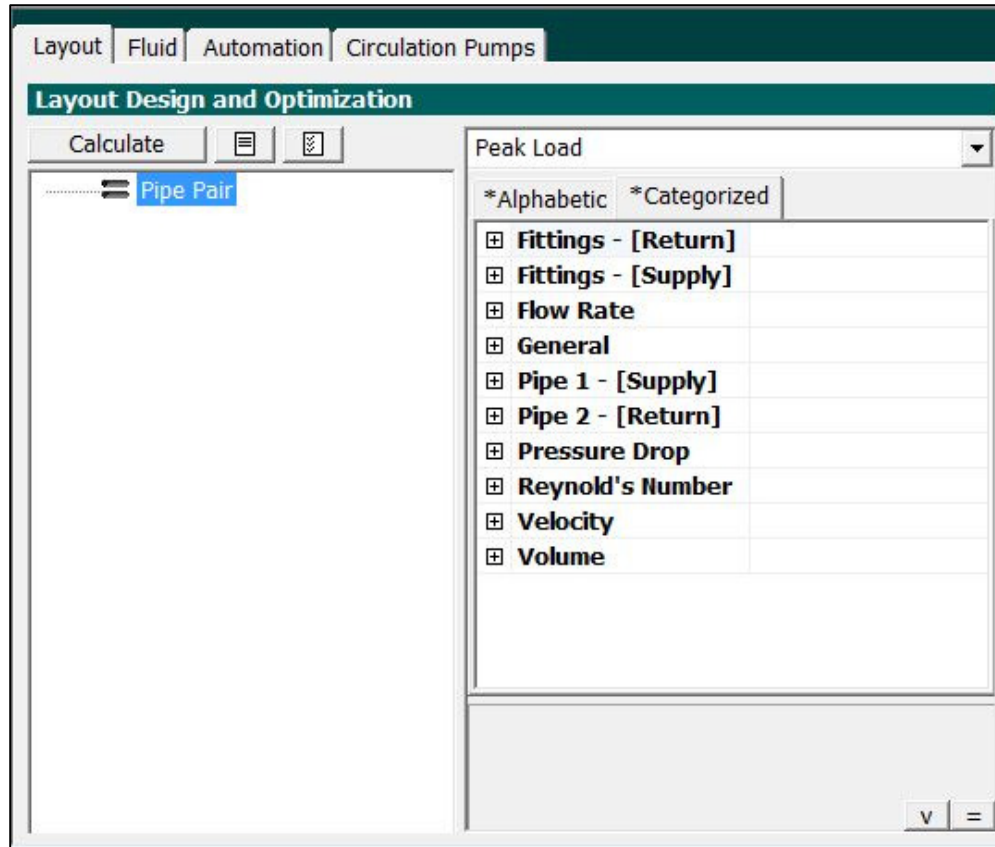 Layout Fluid Automation Circulation Pumps
Layout Design and Optimization
Calculate
Pipe Pair
Peak Load
*Alphabetic *Categorized
Fittings - [Return]
Fittings - [Supply]
Flow Rate
General
Pipe 1 - [Supply]
Pipe 2 - [Return]
Pressure Drop
Reynold's Number
Velocity
Volume
v =